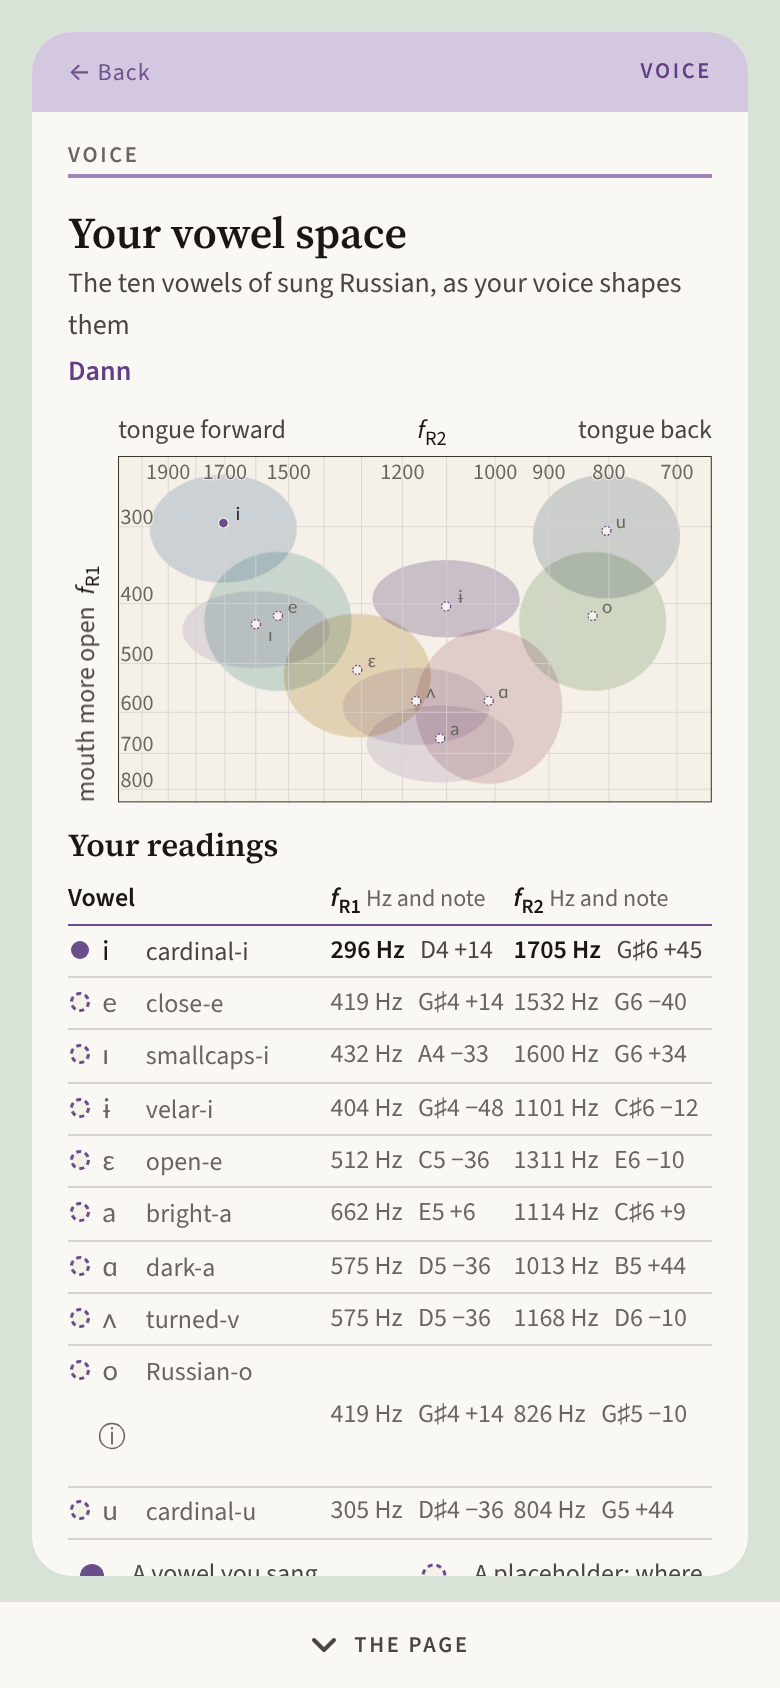 ← Back
VOICE
VOICE
Your vowel space
The ten vowels of sung Russian, as your voice shapes
them
Dann
tongue forward fR2 tongue back
1900 1700 1500 1200 1000 900 800 700
300
400
500
600
700
800
mouth more open fR1
i
u
e
ɪ
ɨ
o
ɛ
ʌ
ɑ
a
Your readings
Vowel fR1 Hz and note fR2 Hz and note
i cardinal-i 296 Hz D4 +14 1705 Hz G♯6 +45
e close-e 419 Hz G♯4 +14 1532 Hz G6 −40
ɪ smallcaps-i 432 Hz A4 −33 1600 Hz G6 +34
ɨ velar-i 404 Hz G♯4 −48 1101 Hz C♯6 −12
ɛ open-e 512 Hz C5 −36 1311 Hz E6 −10
a bright-a 662 Hz E5 +6 1114 Hz C♯6 +9
ɑ dark-a 575 Hz D5 −36 1013 Hz B5 +44
ʌ turned-v 575 Hz D5 −36 1168 Hz D6 −10
o Russian-o 419 Hz G♯4 +14 826 Hz G♯5 −10
ⓘ
u cardinal-u 305 Hz D♯4 −36 804 Hz G5 +44
A vowel you sang A placeholder: where
THE PAGE